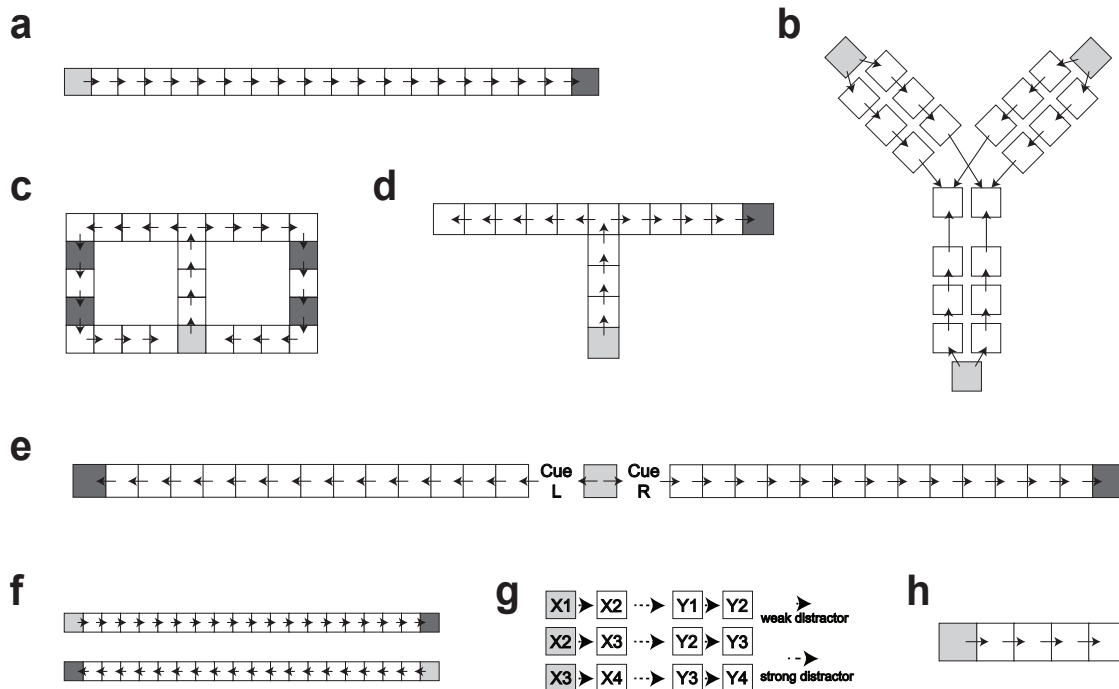 a
b
c
d
e
Cue
L
Cue
R
f
g
X1 X2 Y1 Y2
weak distractor
X2 X3 Y2 Y3
X3 X4 Y3 Y4
strong distractor
h